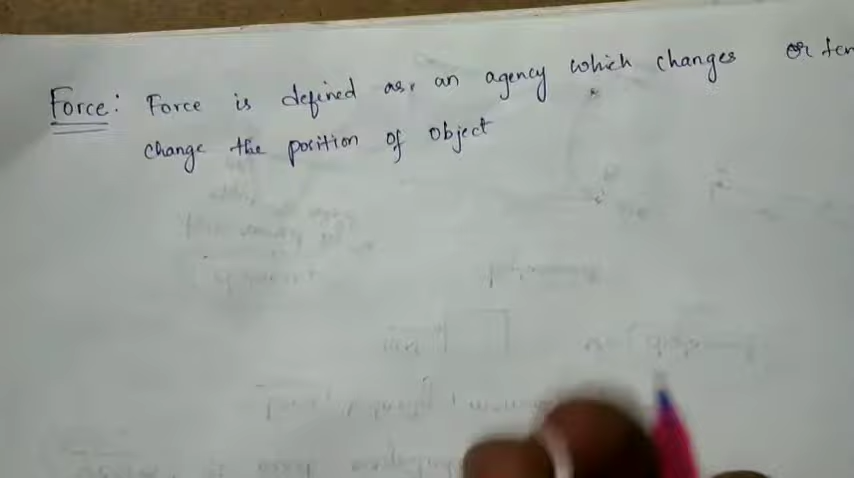 Force: Force is defined as, an agency which changes or
change the position of object